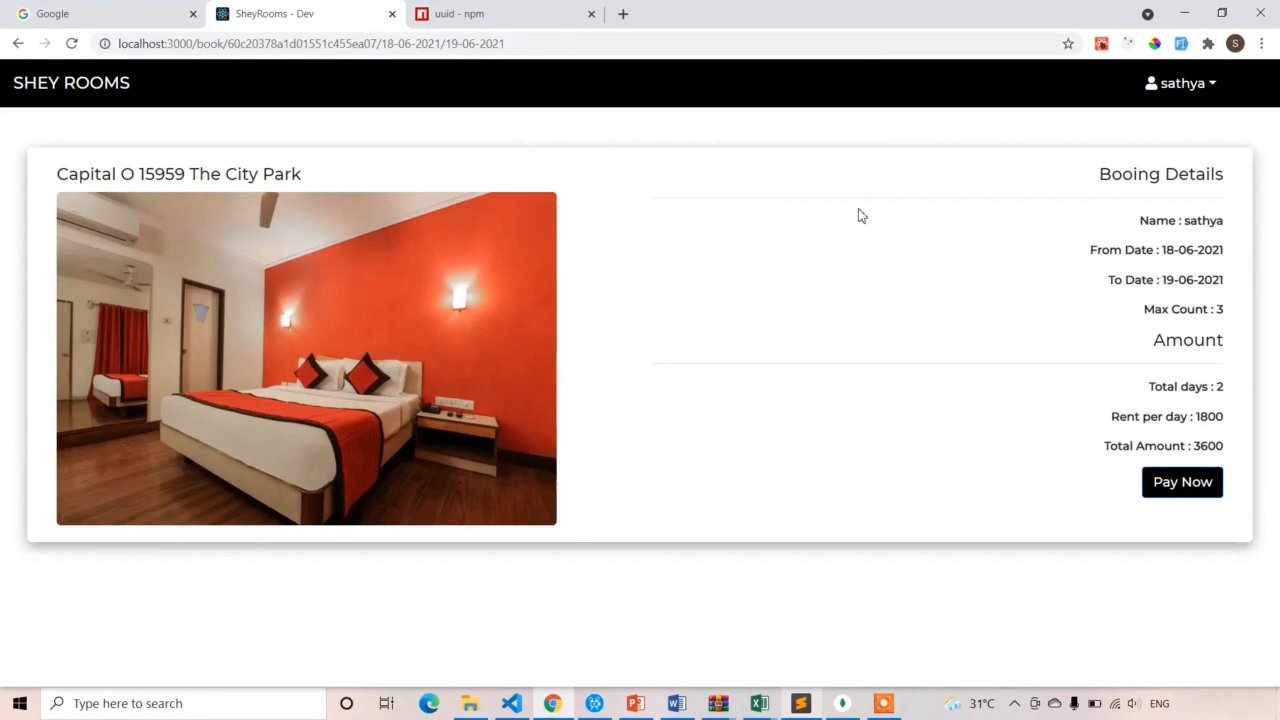 Google
SheyRooms - Dev
uuid - npm
localhost:3000/book/60c20378a1d01551c455ea07/18-06-2021/19-06-2021
S
SHEY ROOMS
sathya
Capital O 15959 The City Park
Booing Details
Name : sathya
From Date : 18-06-2021
To Date : 19-06-2021
Max Count : 3
Amount
Total days : 2
Rent per day : 1800
Total Amount : 3600
Pay Now
Type here to search
31°C
ENG